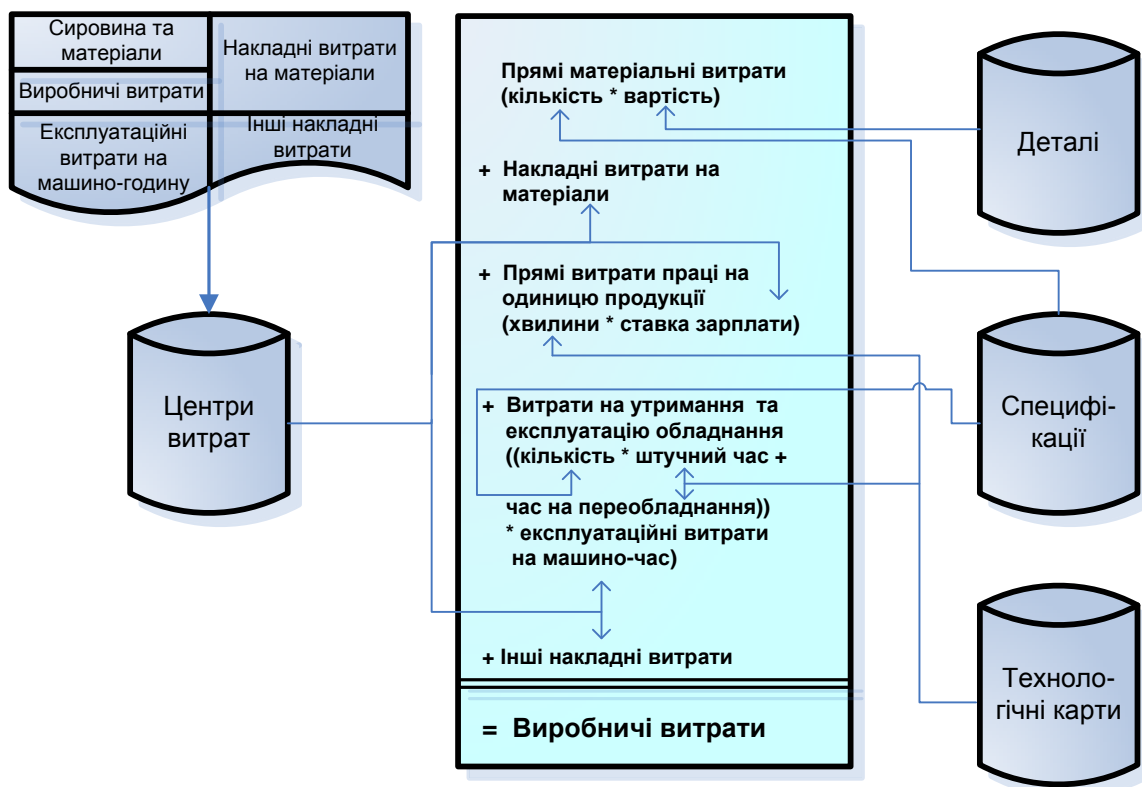 Сировина та
матеріали
Виробничі витрати
Експлуатаційні
витрати на
машино-годину
Накладні витрати
на матеріали
Інші накладні
витрати
Центри
витрат
Прямі матеріальні витрати
(кількість * вартість)
+ Накладні витрати на
матеріали
+ Прямі витрати праці на
одиницю продукції
(хвилини * ставка зарплати)
+ Витрати на утримання та
експлуатацію обладнання
((кількість * штучний час +
час на переобладнання))
* експлуатаційні витрати
на машино-час)
+ Інші накладні витрати
= Виробничі витрати
Деталі
Специфі-
кації
Техноло-
гічні карти